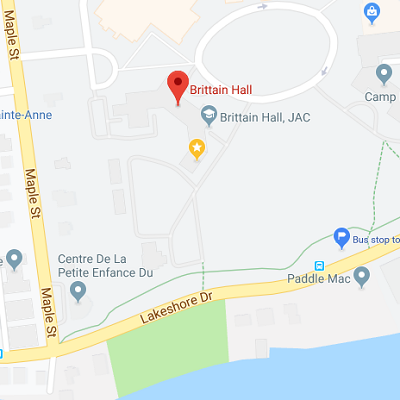 Maple St
Brittain Hall
Camp
inte-Anne
Brittain Hall, JAC
Maple St
Centre De La
Petite Enfance Du
e
Bus stop to
Paddle Mac
Maple St
Lakeshore Dr